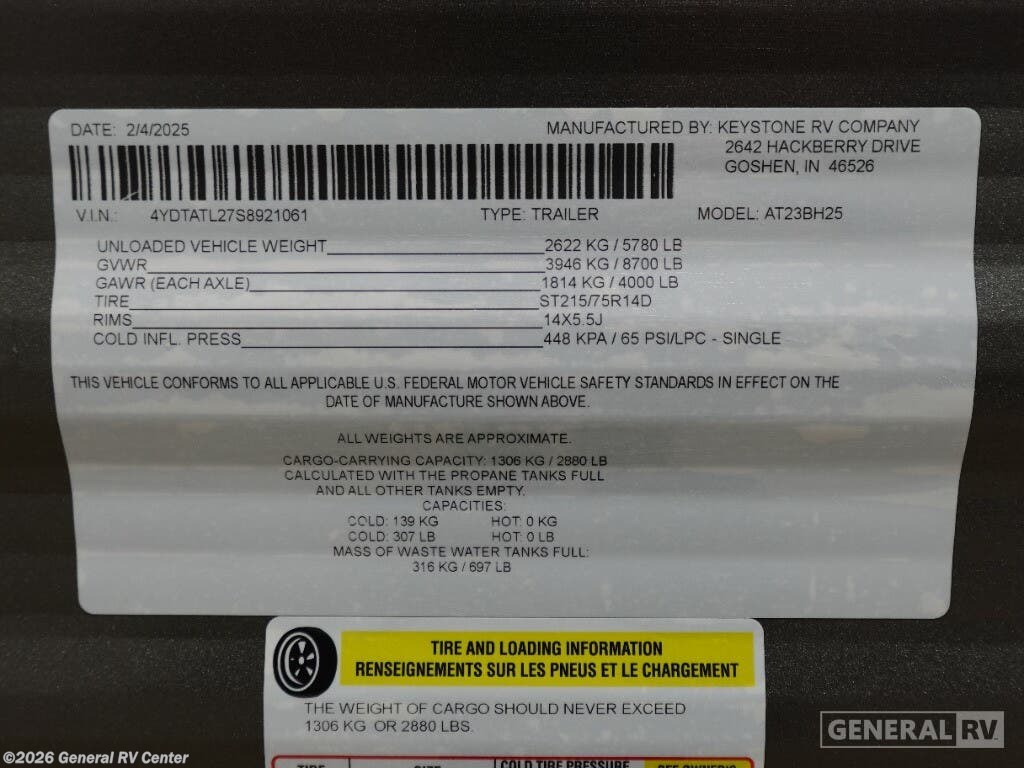 DATE: 2/4/2025
MANUFACTURED BY: KEYSTONE RV COMPANY
2642 HACKBERRY DRIVE
GOSHEN, IN 46526
V.I.N.: 4YDTATL27S8921061 TYPE: TRAILER MODEL: AT23BH25
UNLOADED VEHICLE WEIGHT 2622 KG / 5780 LB
GVWR 3946 KG / 8700 LB
GAWR (EACH AXLE) 1814 KG / 4000 LB
TIRE ST215/75R14D
RIMS 14X5.5J
COLD INFL. PRESS 448 KPA / 65 PSI/LPC - SINGLE
THIS VEHICLE CONFORMS TO ALL APPLICABLE U.S. FEDERAL MOTOR VEHICLE SAFETY STANDARDS IN EFFECT ON THE
DATE OF MANUFACTURE SHOWN ABOVE.
ALL WEIGHTS ARE APPROXIMATE.
CARGO-CARRYING CAPACITY: 1306 KG / 2880 LB
CALCULATED WITH THE PROPANE TANKS FULL
AND ALL OTHER TANKS EMPTY.
CAPACITIES:
COLD: 139 KG HOT: 0 KG
COLD: 307 LB HOT: 0 LB
MASS OF WASTE WATER TANKS FULL:
316 KG / 697 LB
TIRE AND LOADING INFORMATION
RENSEIGNEMENTS SUR LES PNEUS ET LE CHARGEMENT
THE WEIGHT OF CARGO SHOULD NEVER EXCEED
1306 KG OR 2880 LBS.
TIRE SIZE COLD TIRE PRESSURE SEE OWNER'S
GENERAL RV
©2026 General RV Center